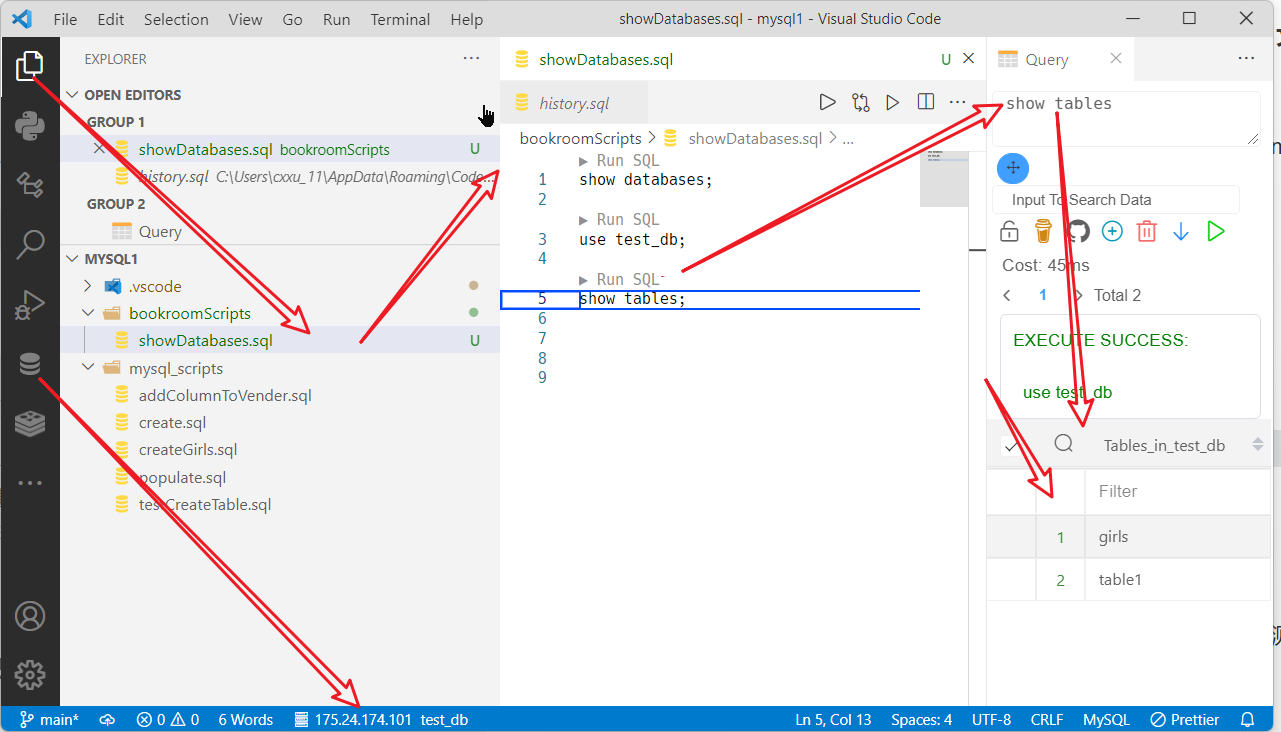 File Edit Selection View Go Run Terminal Help
showDatabases.sql - mysql1 - Visual Studio Code
EXPLORER
OPEN EDITORS
GROUP 1
showDatabases.sql bookroomScripts U
history.sql C:\Users\cxxu_11\AppData\Roaming\Code...
GROUP 2
Query
MYSQL1
.vscode
bookroomScripts
showDatabases.sql U
mysql_scripts
addColumnToVender.sql
create.sql
createGirls.sql
populate.sql
testCreateTable.sql
showDatabases.sql U
history.sql
bookroomScripts > showDatabases.sql > ...
Run SQL
1 show databases;
2
Run SQL
3 use test_db;
4
Run SQL
5 show tables;
6
7
8
9
Query
show tables
Input To Search Data
Cost: 45ms
1 Total 2
EXECUTE SUCCESS:
use test_db
Tables_in_test_db
Filter
1 girls
2 table1
main* 0 0 6 Words 175.24.174.101 test_db Ln 5, Col 13 Spaces: 4 UTF-8 CRLF MySQL Prettier